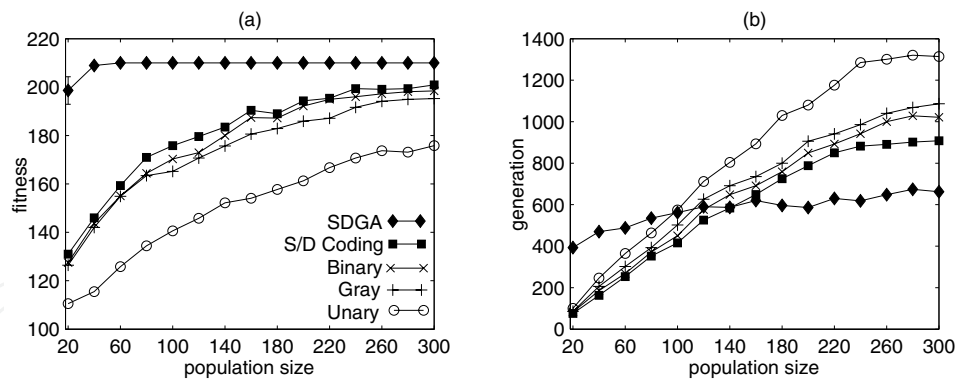 (a)
220
200
180
160
140
120
100
fitness
20 60 100 140 180 220 260 300
population size
SDGA
S/D Coding
Binary
Gray
Unary
(b)
1400
1200
1000
800
600
400
200
0
generation
20 60 100 140 180 220 260 300
population size